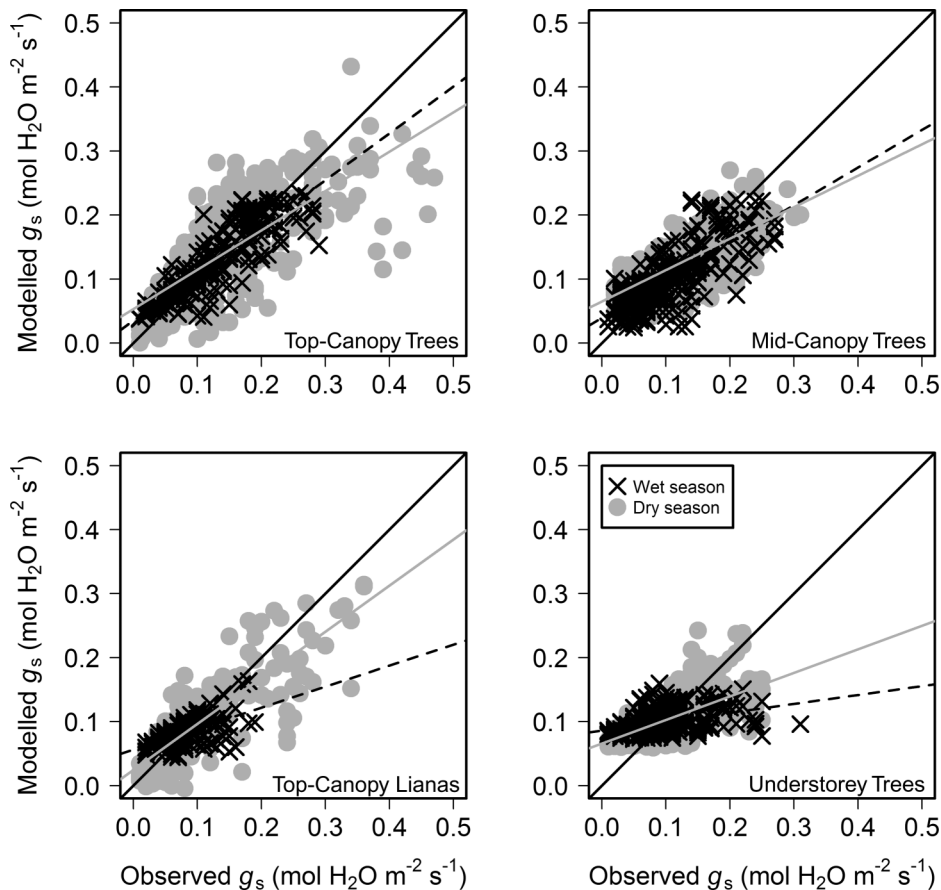 Modelled gs (mol H2O m-2 s-1)
0.5
0.4
0.3
0.2
0.1
0.0
Top-Canopy Trees
0.0 0.1 0.2 0.3 0.4 0.5
0.5
0.4
0.3
0.2
0.1
0.0
Mid-Canopy Trees
0.0 0.1 0.2 0.3 0.4 0.5
Modelled gs (mol H2O m-2 s-1)
0.5
0.4
0.3
0.2
0.1
0.0
Top-Canopy Lianas
0.0 0.1 0.2 0.3 0.4 0.5
Observed gs (mol H2O m-2 s-1)
0.5
0.4
0.3
0.2
0.1
0.0
Wet season
Dry season
Understorey Trees
0.0 0.1 0.2 0.3 0.4 0.5
Observed gs (mol H2O m-2 s-1)